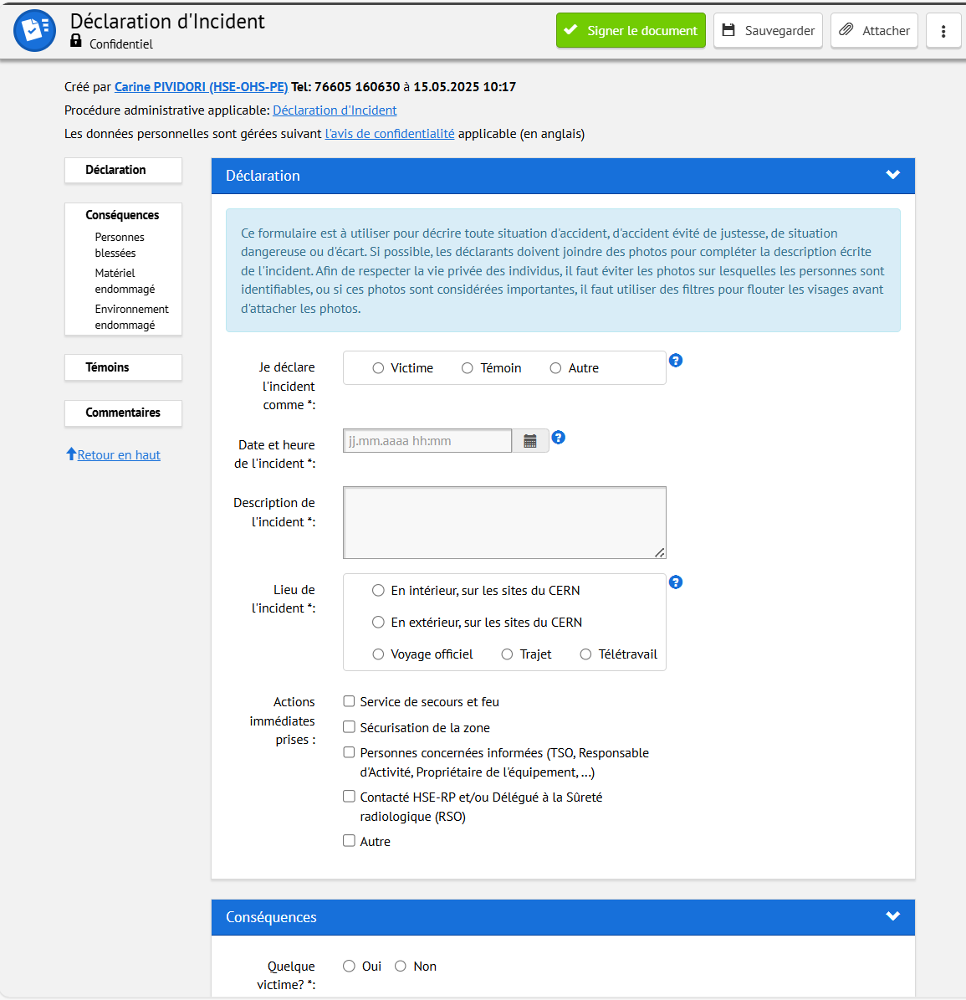 Déclaration d'Incident
Confidentiel
Signer le document
Sauvegarder
Attacher
Créé par Carine PIVIDORI (HSE-OHS-PE) Tel: 76605 160630 à 15.05.2025 10:17
Procédure administrative applicable: Déclaration d'Incident
Les données personnelles sont gérées suivant l'avis de confidentialité applicable (en anglais)
Déclaration
Conséquences
Personnes
blessées
Matériel
endommagé
Environnement
endommagé
Témoins
Commentaires
Retour en haut
Déclaration
Ce formulaire est à utiliser pour décrire toute situation d'accident, d'accident évité de justesse, de situation
dangereuse ou d'écart. Si possible, les déclarants doivent joindre des photos pour compléter la description écrite
de l'incident. Afin de respecter la vie privée des individus, il faut éviter les photos sur lesquelles les personnes sont
identifiables, ou si ces photos sont considérées importantes, il faut utiliser des filtres pour flouter les visages avant
d'attacher les photos.
Je déclare
l'incident
comme *:
Victime
Témoin
Autre
?
Date et heure
de l'incident *:
jj.mm.aaaa hh:mm
?
Description de
l'incident *:
Lieu de
l'incident *:
En intérieur, sur les sites du CERN
?
En extérieur, sur les sites du CERN
Voyage officiel
Trajet
Télétravail
Actions
immédiates
prises :
Service de secours et feu
Sécurisation de la zone
Personnes concernées informées (TSO, Responsable
d'Activité, Propriétaire de l'équipement, ...)
Contacté HSE-RP et/ou Délégué à la Sûreté
radiologique (RSO)
Autre
Conséquences
Quelque
victime? *:
Oui
Non